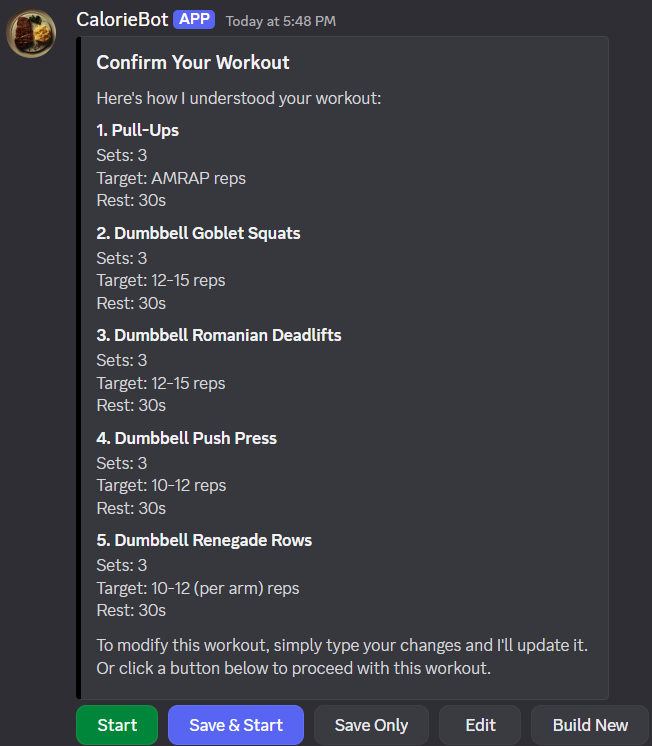 CalorieBot APP Today at 5:48 PM
Confirm Your Workout
Here's how I understood your workout:
1. Pull-Ups
Sets: 3
Target: AMRAP reps
Rest: 30s
2. Dumbbell Goblet Squats
Sets: 3
Target: 12-15 reps
Rest: 30s
3. Dumbbell Romanian Deadlifts
Sets: 3
Target: 12-15 reps
Rest: 30s
4. Dumbbell Push Press
Sets: 3
Target: 10-12 reps
Rest: 30s
5. Dumbbell Renegade Rows
Sets: 3
Target: 10-12 (per arm) reps
Rest: 30s
To modify this workout, simply type your changes and I'll update it.
Or click a button below to proceed with this workout.
Start Save & Start Save Only Edit Build New